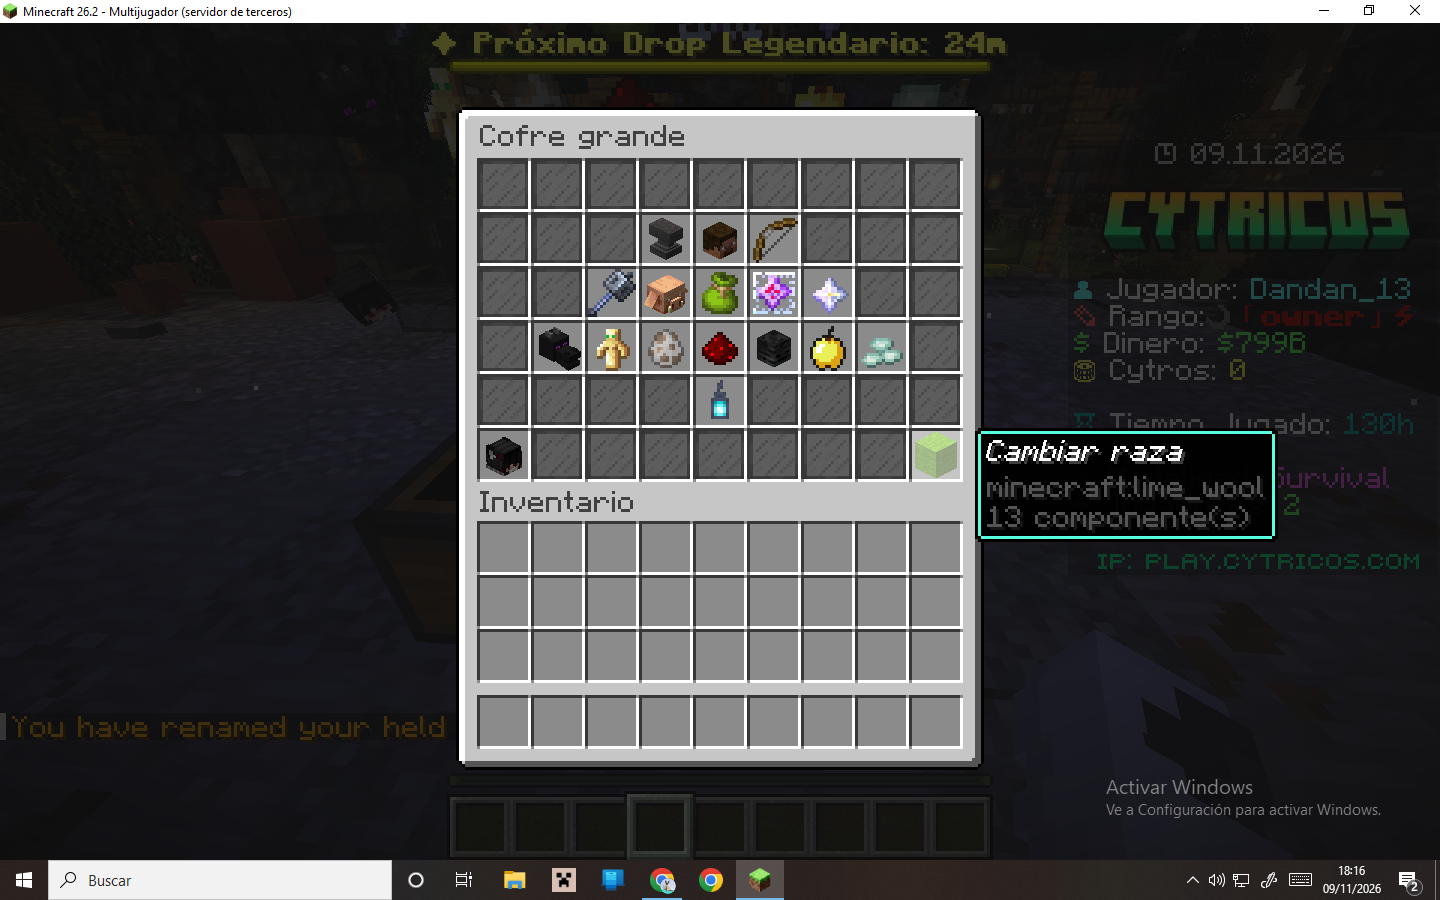 Minecraft 26.2 - Multijugador (servidor de terceros)
Próximo Drop Legendario: 24m
Cofre grande
09.11.2026
CYTRICOS
Jugador: Dandan_13
Rango: 「owner」
Dinero: $799B
Cytros: 0
Tiempo Jugado: 130h
Cambiar raza
minecraft:lime_wool
13 componente(s)
Survival
2
IP: PLAY.CYTRICOS.COM
Inventario
You have renamed your held
Activar Windows
Ve a Configuración para activar Windows.
Buscar
18:16
09/11/2026
2